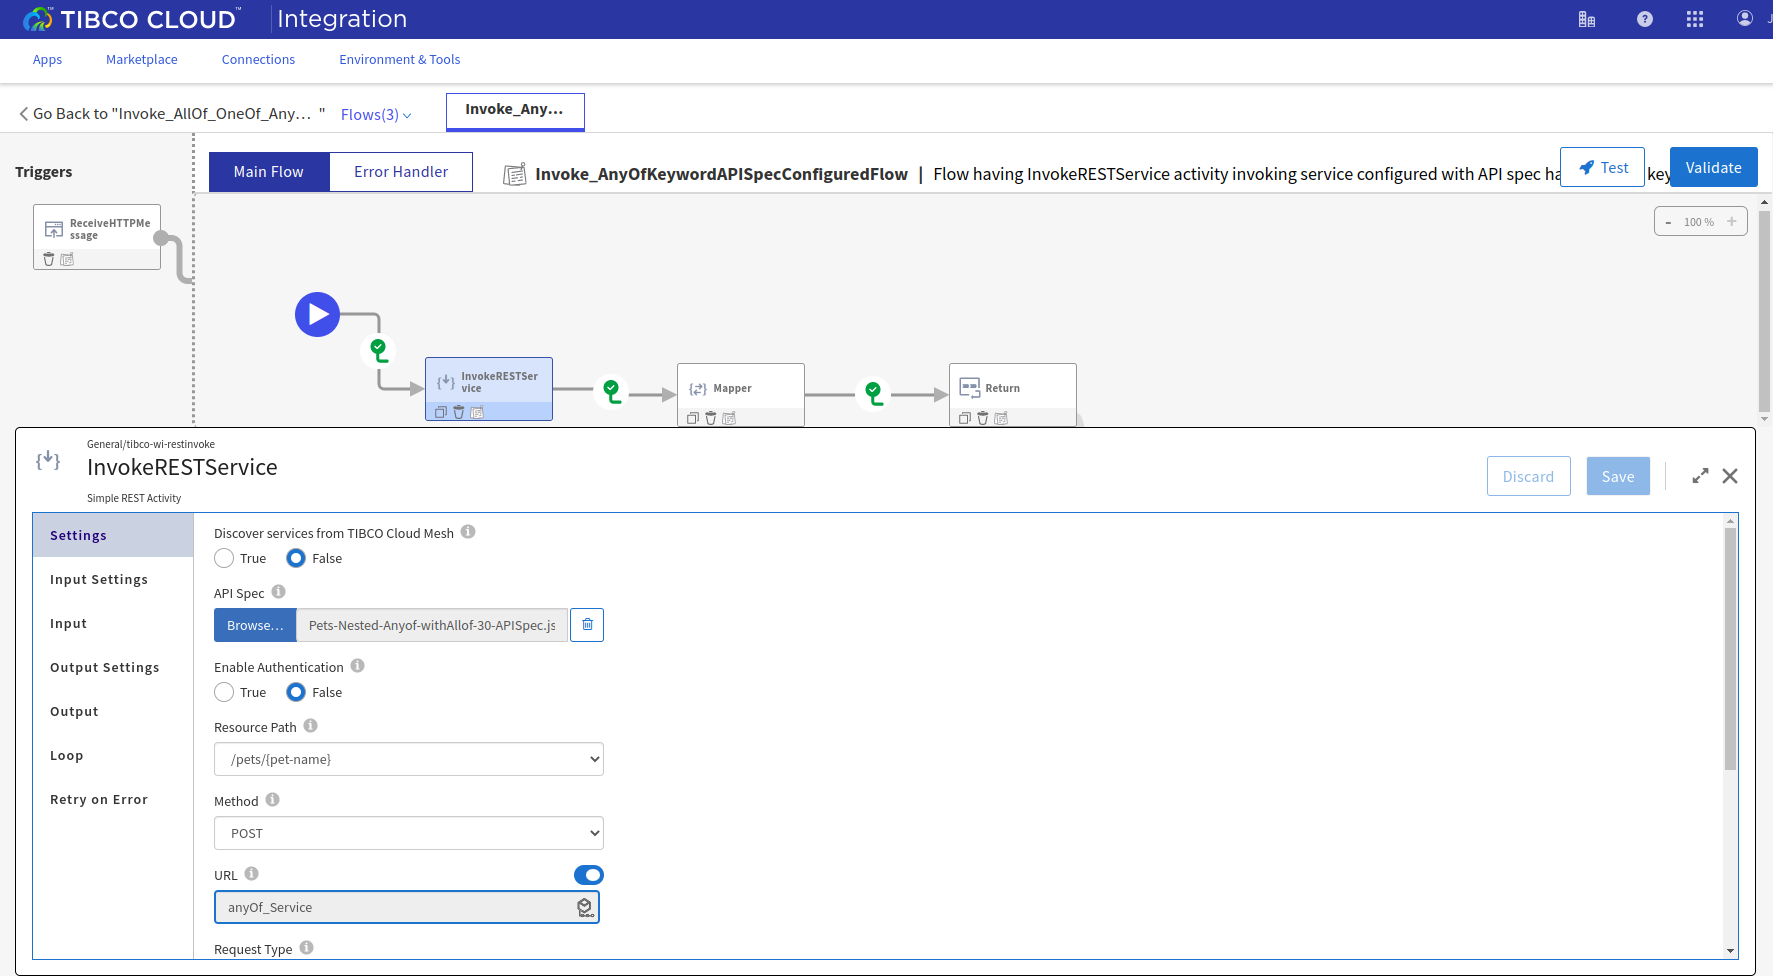 TIBCO CLOUD™ Integration
Apps Marketplace Connections Environment & Tools
Go Back to "Invoke_AllOf_OneOf_Any... " Flows(3) Invoke_Any...
Triggers
Main Flow Error Handler Invoke_AnyOfKeywordAPISpecConfiguredFlow | Flow having InvokeRESTService activity invoking service configured with API spec ha key
Test Validate
ReceiveHTTPMe
ssage
- 100 % +
InvokeRESTSer
vice
Mapper
Return
General/tibco-wi-restinvoke
InvokeRESTService
Simple REST Activity
Discard Save
Settings
Input Settings
Input
Output Settings
Output
Loop
Retry on Error
Discover services from TIBCO Cloud Mesh
True False
API Spec
Browse... Pets-Nested-Anyof-withAllof-30-APISpec.js
Enable Authentication
True False
Resource Path
/pets/{pet-name}
Method
POST
URL
anyOf_Service
Request Type